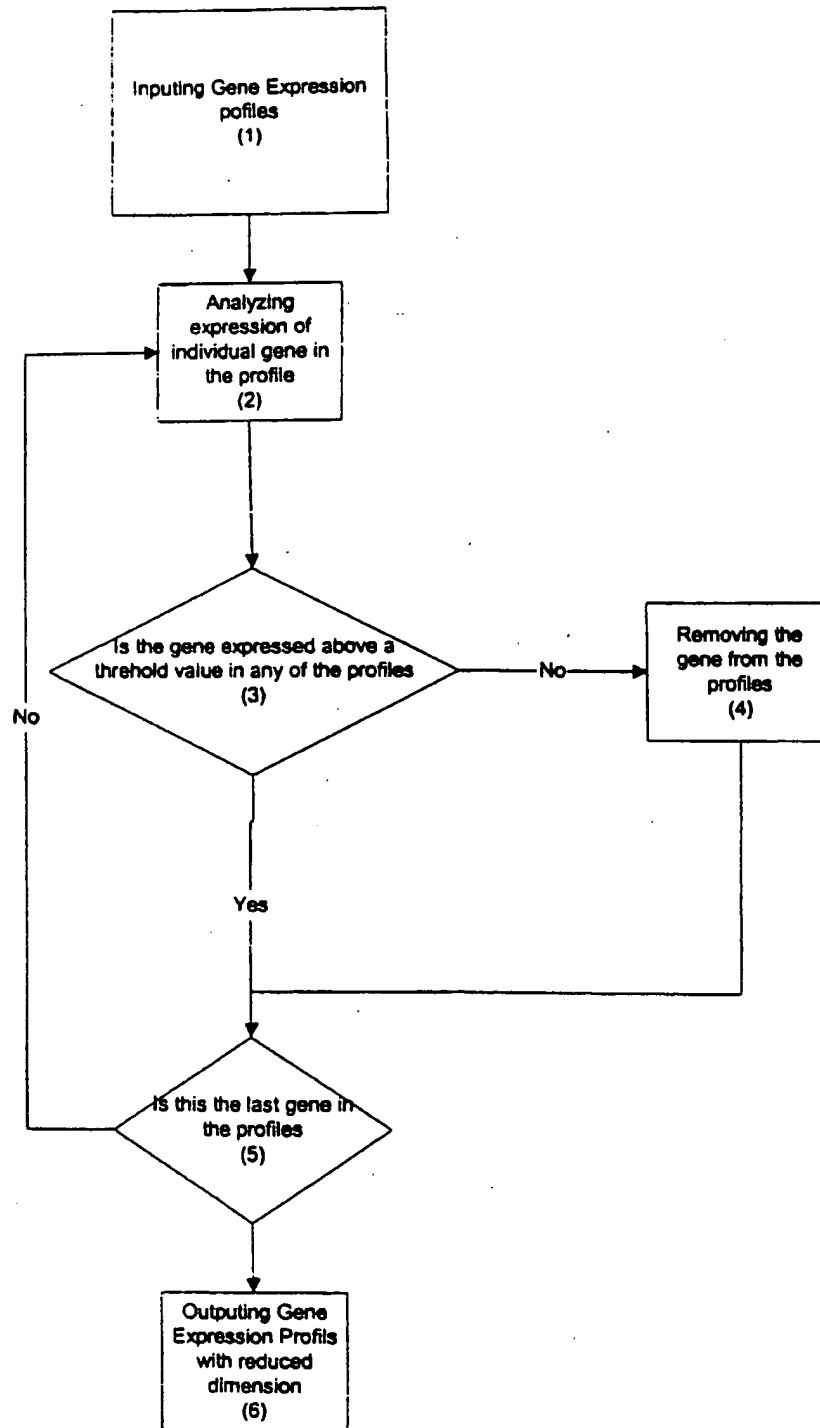 Inputing Gene Expression
pofiles
(1)
Analyzing
expression of
individual gene in
the profile
(2)
Is the gene expressed above a
threhold value in any of the profiles
(3)
No
Removing the
gene from the
profiles
(4)
No
Yes
Is this the last gene in
the profiles
(5)
Outputing Gene
Expression Profils
with reduced
dimension
(6)